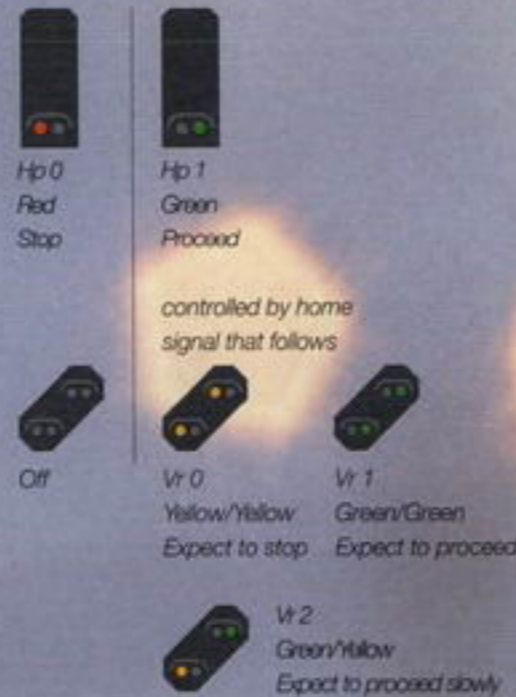 Hp 0
Red
Stop
Hp 1
Green
Proceed
controlled by home
signal that follows
Off
Vr 0
Yellow/Yellow
Expect to stop
Vr 1
Green/Green
Expect to proceed
Vr 2
Green/Yellow
Expect to proceed slowly